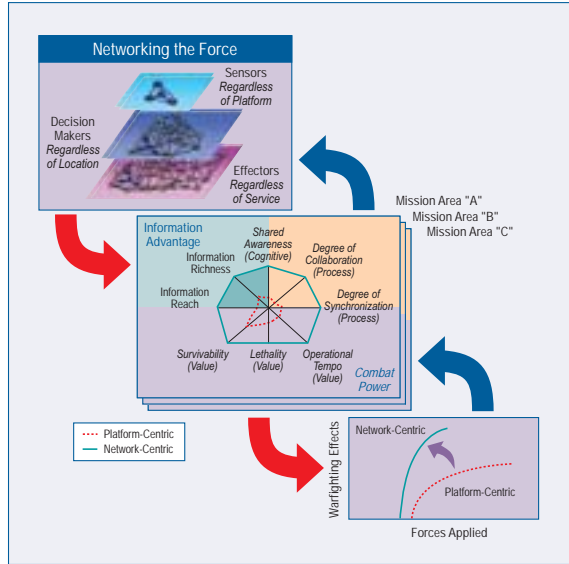 Networking the Force
Sensors
Regardless
of Platform
Decision
Makers
Regardless
of Location
Effectors
Regardless
of Service
Mission Area "A"
Mission Area "B"
Mission Area "C"
Information
Advantage
Shared
Awareness
(Cognitive)
Information
Richness
Degree of
Collaboration
(Process)
Information
Reach
Degree of
Synchronization
(Process)
Survivability
(Value)
Lethality
(Value)
Operational
Tempo
(Value)
Combat
Power
Platform-Centric
Network-Centric
Warfighting Effects
Network-Centric
Platform-Centric
Forces Applied